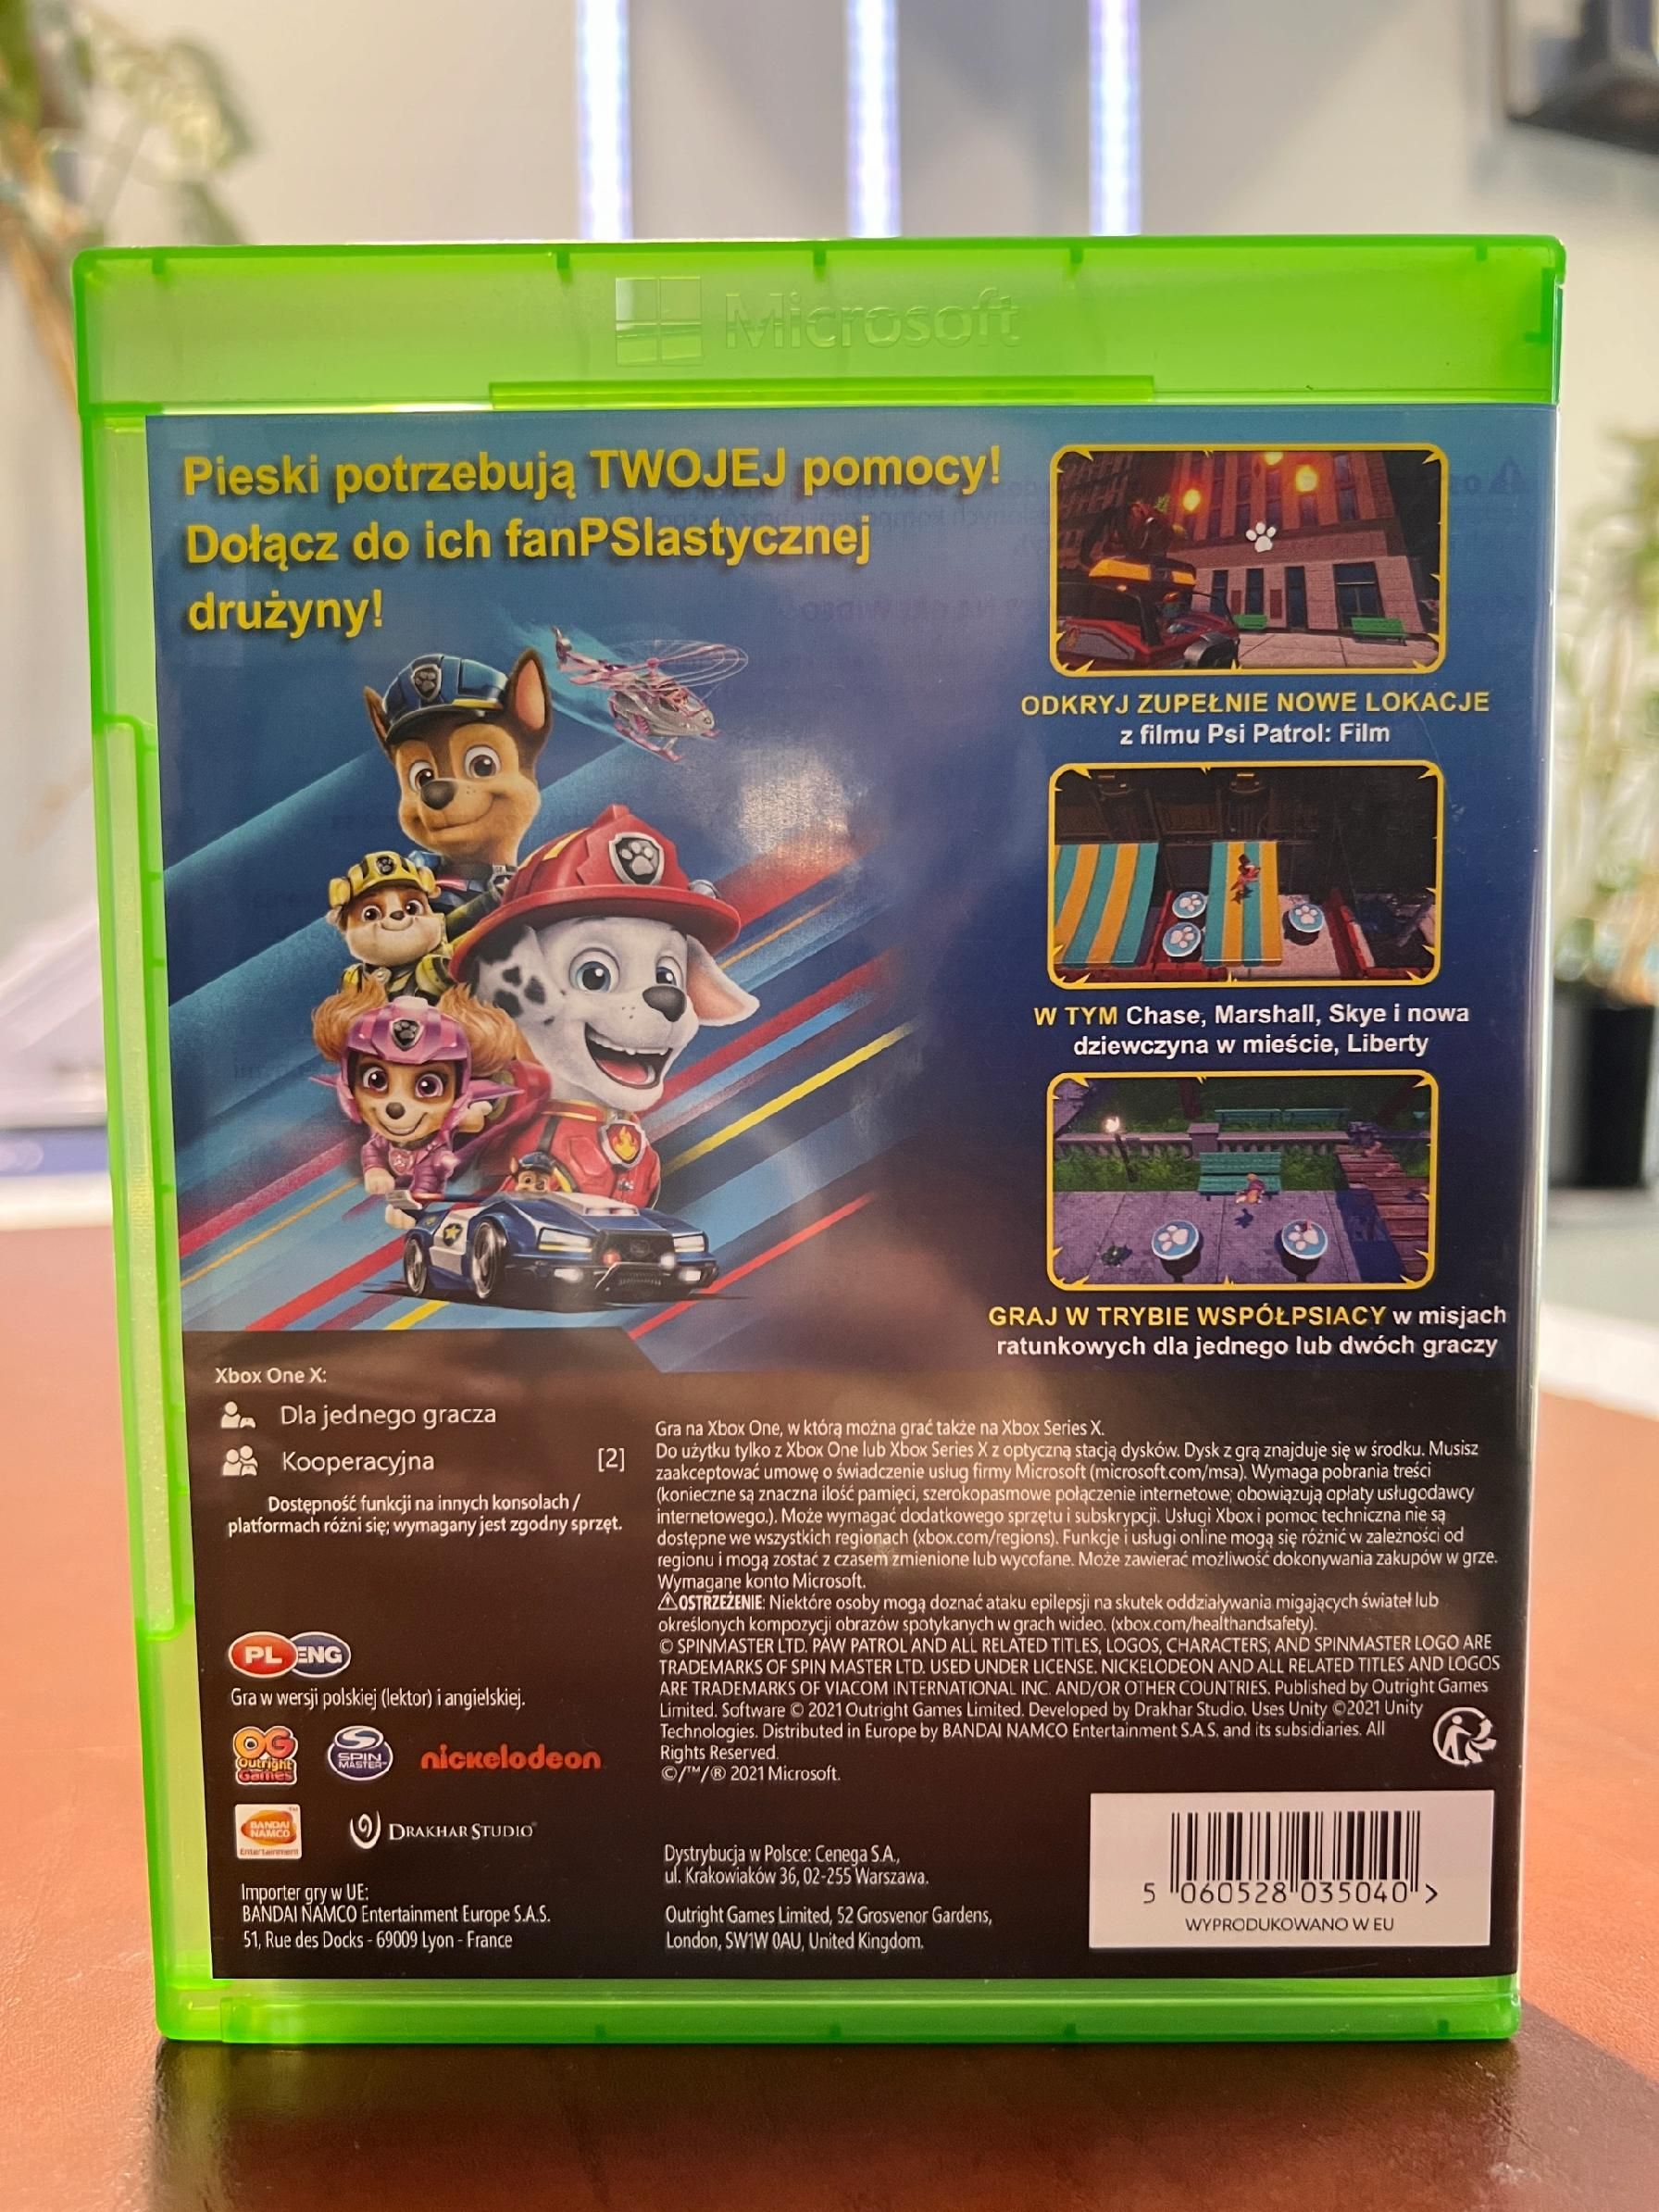 Microsoft
Pieski potrzebują TWOJEJ pomocy!
Dołącz do ich fanPSIastycznej
drużyny!
ODKRYJ ZUPEŁNIE NOWE LOKACJE
z filmu Psi Patrol: Film
W TYM Chase, Marshall, Skye i nowa
dziewczyna w mieście, Liberty
GRAJ W TRYBIE WSPÓŁPSIACY w misjach
ratunkowych dla jednego lub dwóch graczy
Xbox One X:
Dla jednego gracza
Kooperacyjna [2]
Dostępność funkcji na innych konsolach /
platformach różni się; wymagany jest zgodny sprzęt.
PL ENG
Gra w wersji polskiej (lektor) i angielskiej.
OG Outright Games
SPIN MASTER™
nickelodeon
BANDAI NAMCO Entertainment
DRAKHAR STUDIO
Importer gry w UE:
BANDAI NAMCO Entertainment Europe S.A.S.
51, Rue des Docks - 69009 Lyon - France
Gra na Xbox One, w którą można grać także na Xbox Series X.
Do użytku tylko z Xbox One lub Xbox Series X z optyczną stacją dysków. Dysk z grą znajduje się w środku. Musisz
zaakceptować umowę o świadczenie usług firmy Microsoft (microsoft.com/msa). Wymaga pobrania treści
(konieczne są znaczna ilość pamięci, szerokopasmowe połączenie internetowe; obowiązują opłaty usługodawcy
internetowego.). Może wymagać dodatkowego sprzętu i subskrypcji. Usługi Xbox i pomoc techniczna nie są
dostępne we wszystkich regionach (xbox.com/regions). Funkcje i usługi online mogą się różnić w zależności od
regionu i mogą zostać z czasem zmienione lub wycofane. Może zawierać możliwość dokonywania zakupów w grze.
Wymagane konto Microsoft.
⚠OSTRZEŻENIE: Niektóre osoby mogą doznać ataku epilepsji na skutek oddziaływania migających świateł lub
określonych kompozycji obrazów spotykanych w grach wideo. (xbox.com/healthandsafety).
© SPINMASTER LTD. PAW PATROL AND ALL RELATED TITLES, LOGOS, CHARACTERS; AND SPINMASTER LOGO ARE
TRADEMARKS OF SPIN MASTER LTD. USED UNDER LICENSE. NICKELODEON AND ALL RELATED TITLES AND LOGOS
ARE TRADEMARKS OF VIACOM INTERNATIONAL INC. AND/OR OTHER COUNTRIES. Published by Outright Games
Limited. Software © 2021 Outright Games Limited. Developed by Drakhar Studio. Uses Unity ©2021 Unity
Technologies. Distributed in Europe by BANDAI NAMCO Entertainment S.A.S. and its subsidiaries. All
Rights Reserved.
©/™/® 2021 Microsoft.
Dystrybucja w Polsce: Cenega S.A.,
ul. Krakowiaków 36, 02-255 Warszawa.
Outright Games Limited, 52 Grosvenor Gardens,
London, SW1W 0AU, United Kingdom.
5 060528 035040 >
WYPRODUKOWANO W EU